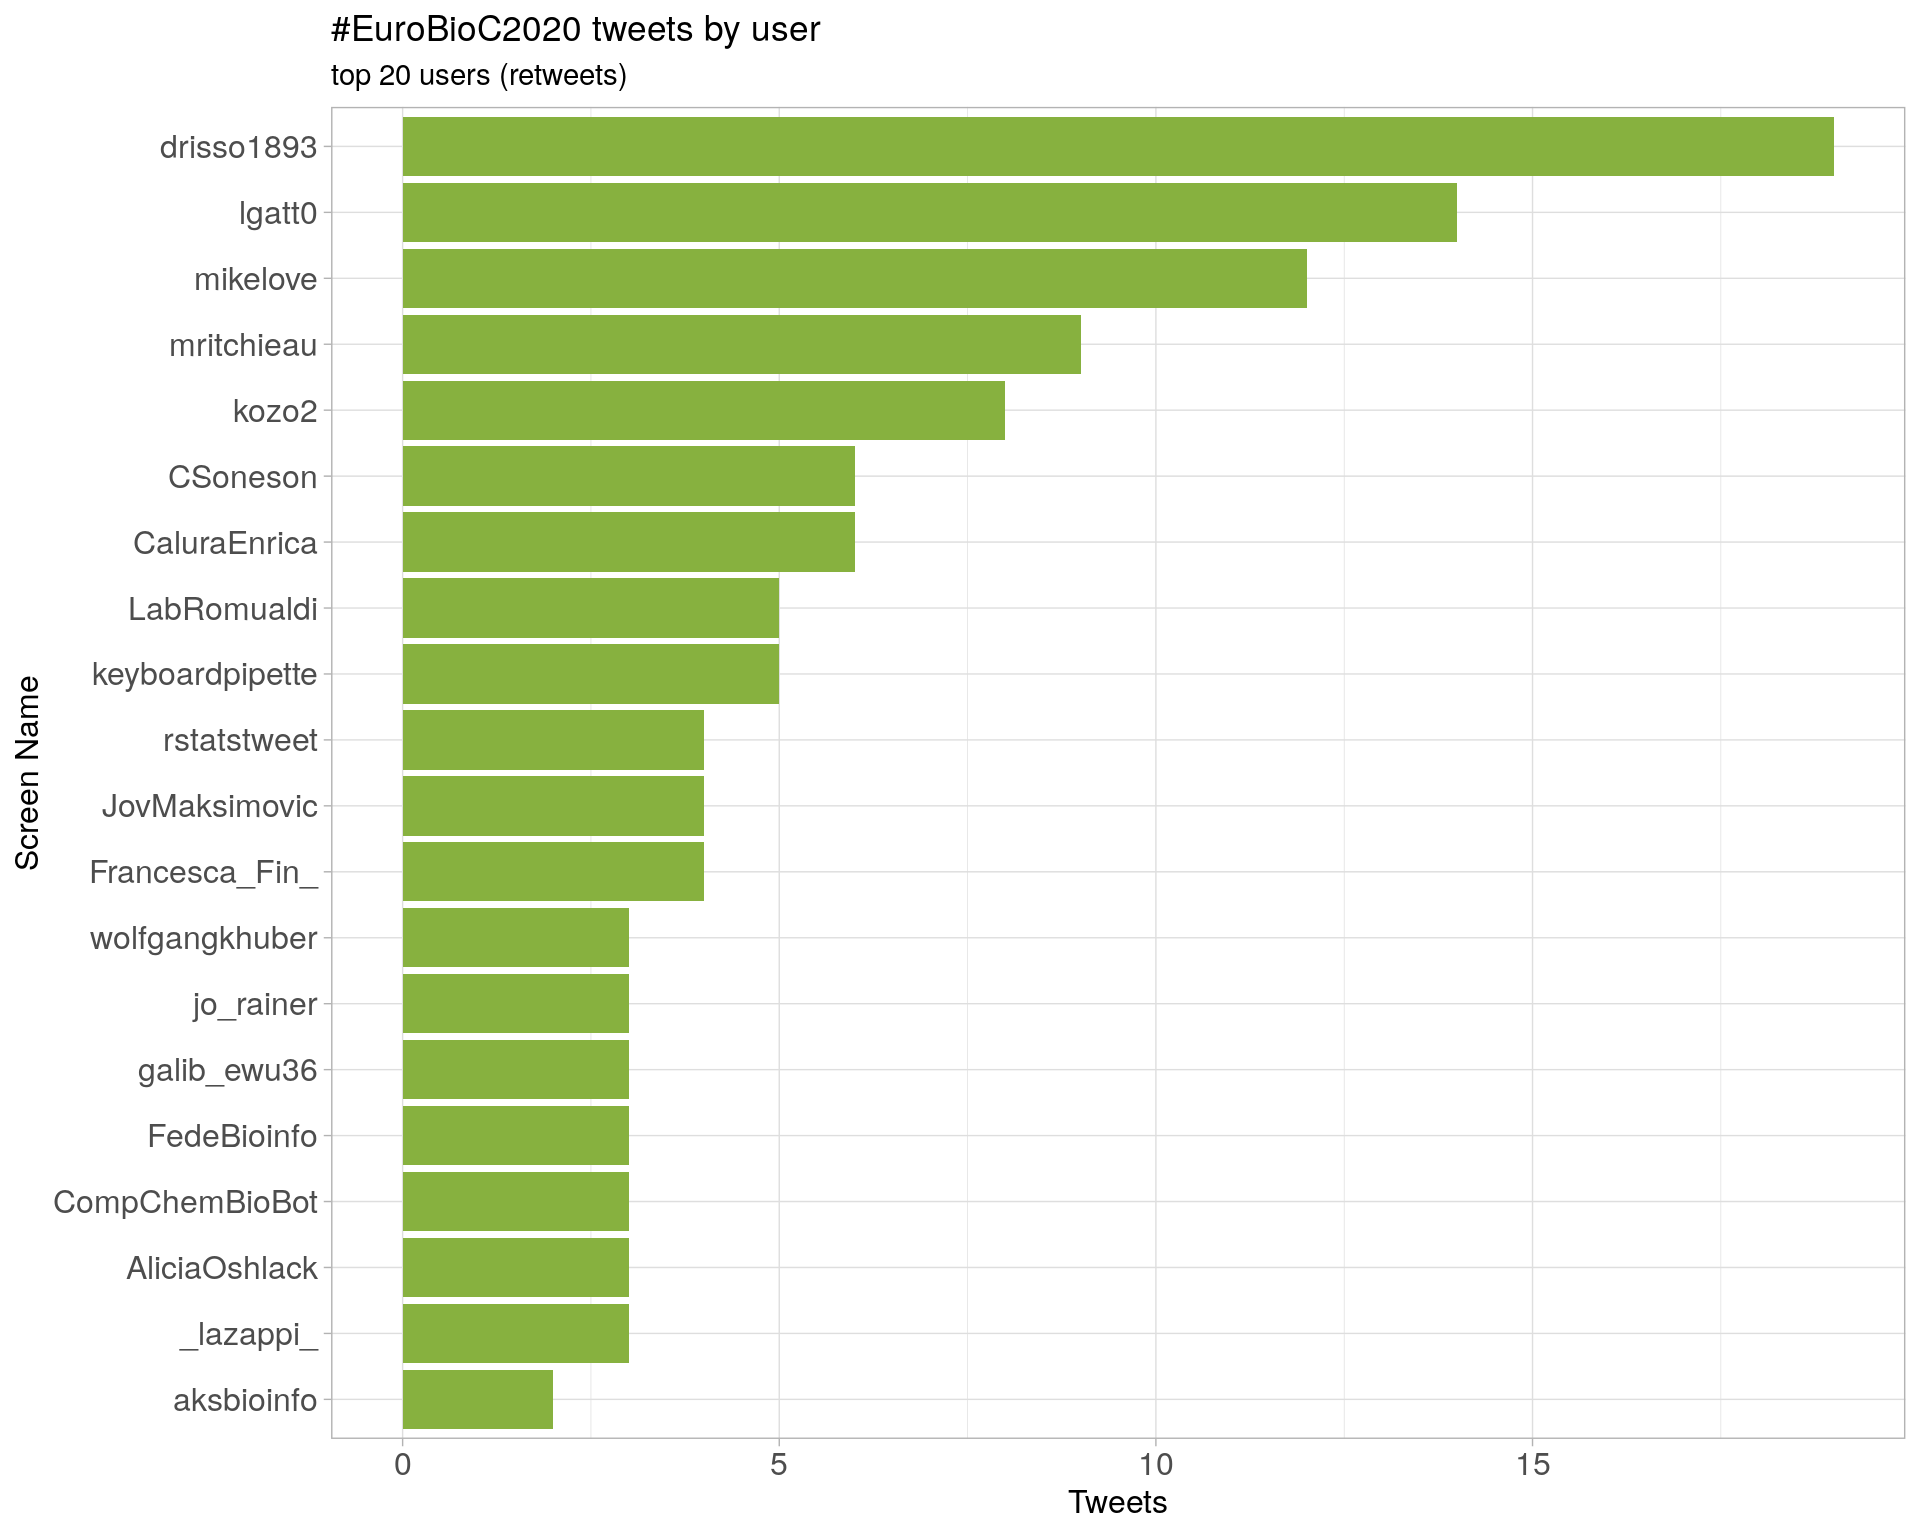 #EuroBioC2020 tweets by user
top 20 users (retweets)
drisso1893
lgatt0
mikelove
mritchieau
kozo2
CSoneson
CaluraEnrica
LabRomualdi
keyboardpipette
rstatstweet
JovMaksimovic
Francesca_Fin_
wolfgangkhuber
jo_rainer
galib_ewu36
FedeBioinfo
CompChemBioBot
AliciaOshlack
_lazappi_
aksbioinfo
Screen Name
0 5 10 15
Tweets